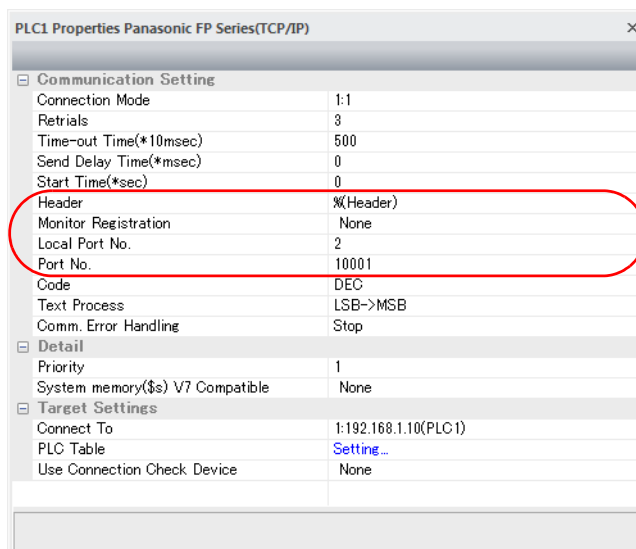 PLC1 Properties Panasonic FP Series(TCP/IP)
Communication Setting
Connection Mode 1:1
Retrials 3
Time-out Time(*10msec) 500
Send Delay Time(*msec) 0
Start Time(*sec) 0
Header %(Header)
Monitor Registration None
Local Port No. 2
Port No. 10001
Code DEC
Text Process LSB->MSB
Comm. Error Handling Stop
Detail
Priority 1
System memory($s) V7 Compatible None
Target Settings
Connect To 1:192.168.1.10(PLC1)
PLC Table Setting...
Use Connection Check Device None